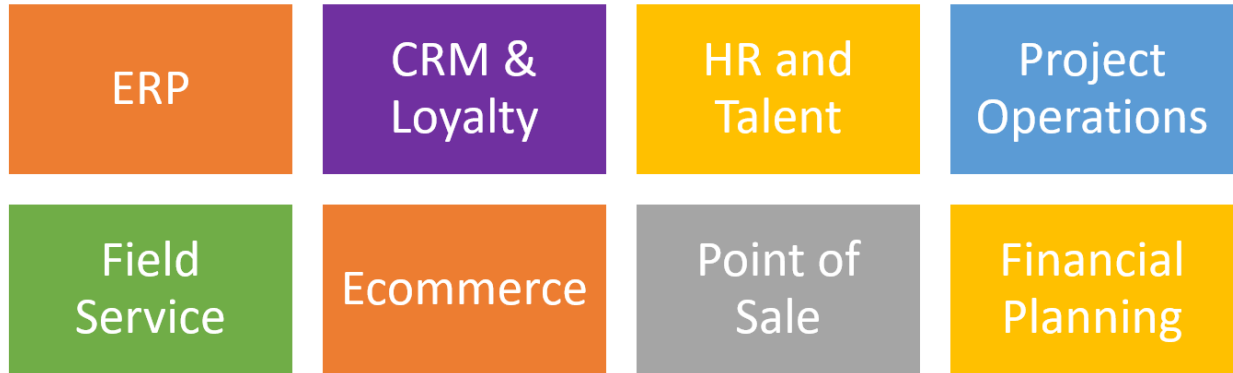 ERP
CRM &
Loyalty
HR and
Talent
Project
Operations
Field
Service
Ecommerce
Point of
Sale
Financial
Planning